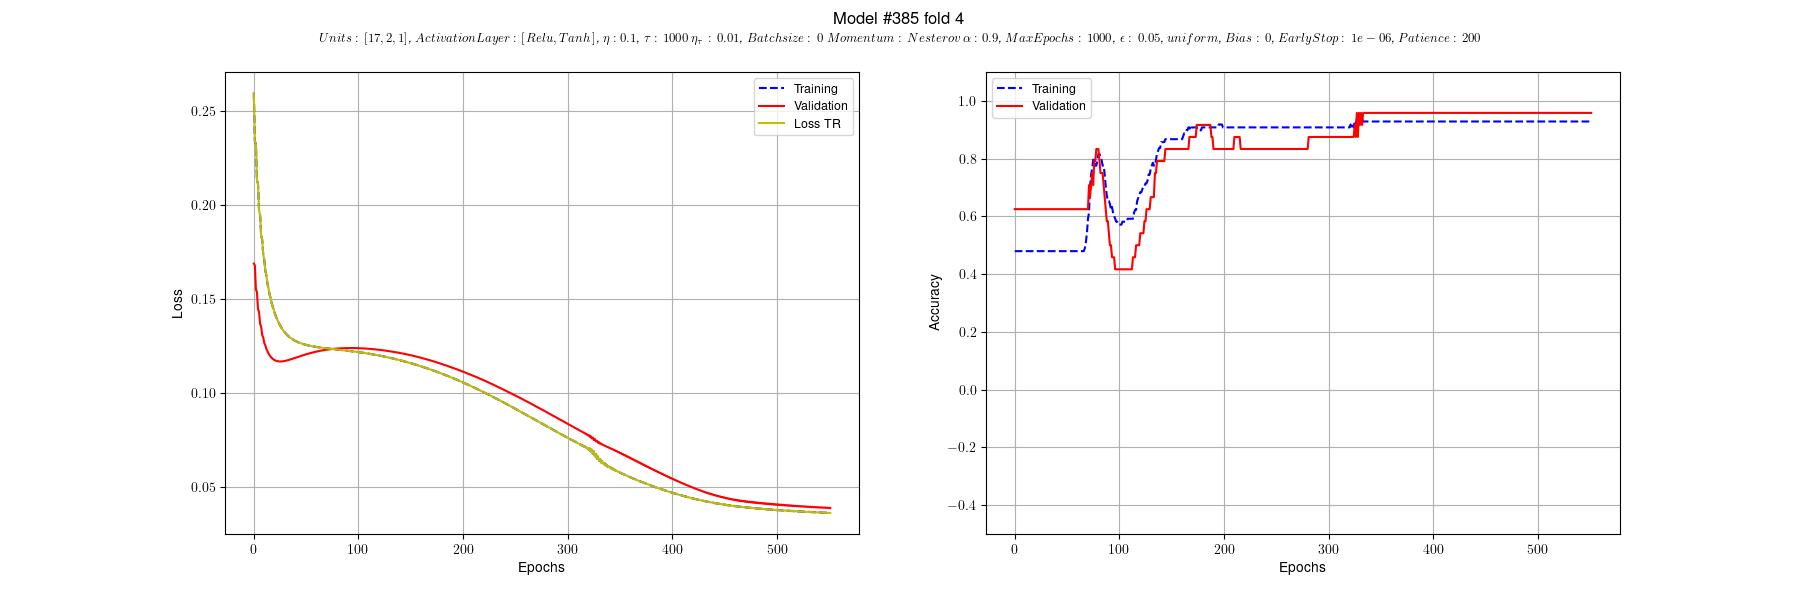 Model #385 fold 4
Units : [17, 2, 1], ActivationLayer : [Relu, Tanh], η : 0.1, τ : 1000 ητ : 0.01, Batchsize : 0 Momentum : Nesterov α : 0.9, MaxEpochs : 1000, ϵ : 0.05, uniform, Bias : 0, EarlyStop : 1e − 06, Patience : 200
Training
Validation
Loss TR
0.25
0.20
0.15
0.10
0.05
Loss
0 100 200 300 400 500
Epochs
Training
Validation
1.0
0.8
0.6
0.4
0.2
0.0
−0.2
−0.4
Accuracy
0 100 200 300 400 500
Epochs